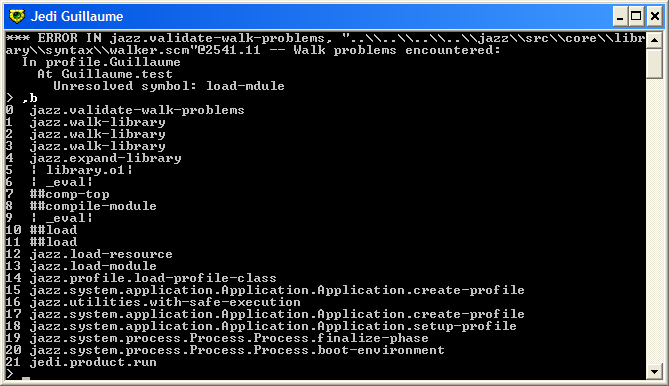 Jedi Guillaume
*** ERROR IN jazz.validate-walk-problems, "..\\..\\..\\..\\jazz\\src\\core\\libr
ary\\syntax\\walker.scm"@2541.11 -- Walk problems encountered:
In profile.Guillaume
At Guillaume.test
Unresolved symbol: load-mdule
> ,b
0 jazz.validate-walk-problems
1 jazz.walk-library
2 jazz.walk-library
3 jazz.walk-library
4 jazz.expand-library
5 | library.o1|
6 | _eval|
7 ##comp-top
8 ##compile-module
9 | _eval|
10 ##load
11 ##load
12 jazz.load-resource
13 jazz.load-module
14 jazz.profile.load-profile-class
15 jazz.system.application.Application.Application.create-profile
16 jazz.utilities.with-safe-execution
17 jazz.system.application.Application.Application.create-profile
18 jazz.system.application.Application.Application.setup-profile
19 jazz.system.process.Process.Process.finalize-phase
20 jazz.system.process.Process.Process.boot-environment
21 jedi.product.run
> _